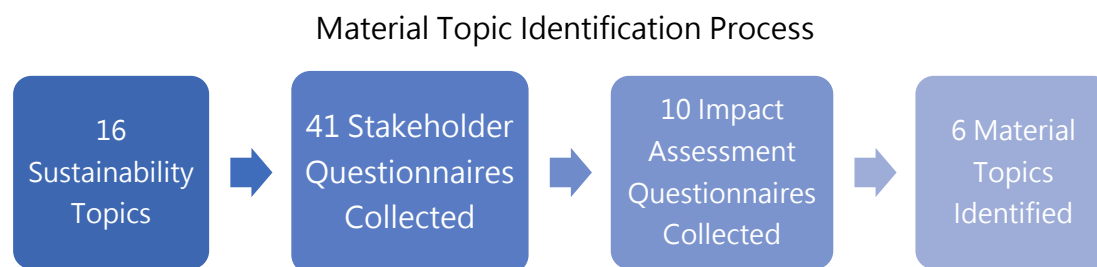 Material Topic Identification Process
16
Sustainability
Topics
41 Stakeholder
Questionnaires
Collected
10 Impact
Assessment
Questionnaires
Collected
6 Material
Topics
Identified